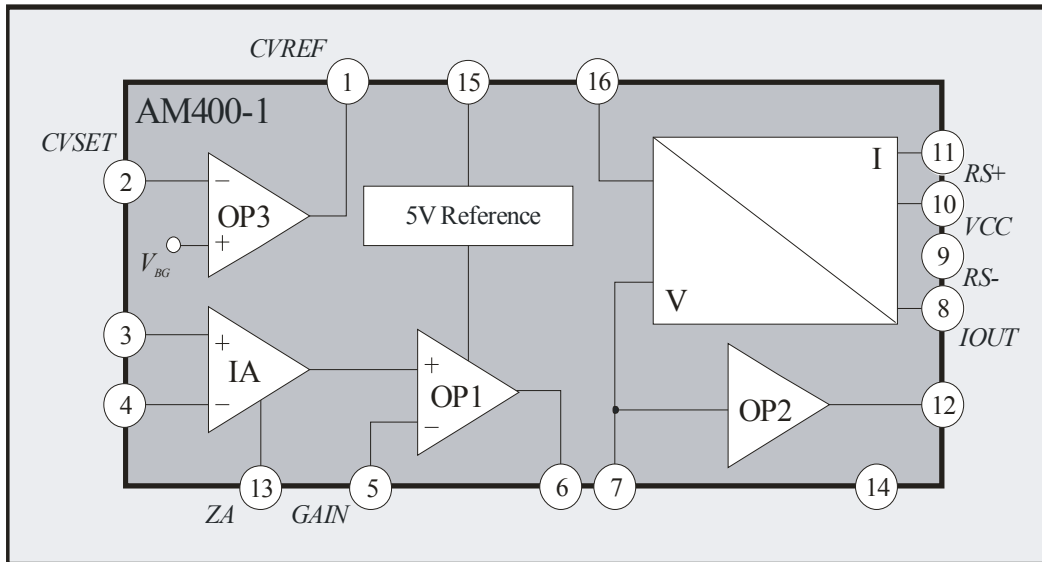 CVREF
1
15
16
AM400-1
CVSET
2
−
OP3
+
V_BG
5V Reference
I
11
RS+
10
VCC
9
RS-
8
IOUT
V
3
+
IA
−
4
+
OP1
−
OP2
12
13
5
6
7
14
ZA
GAIN